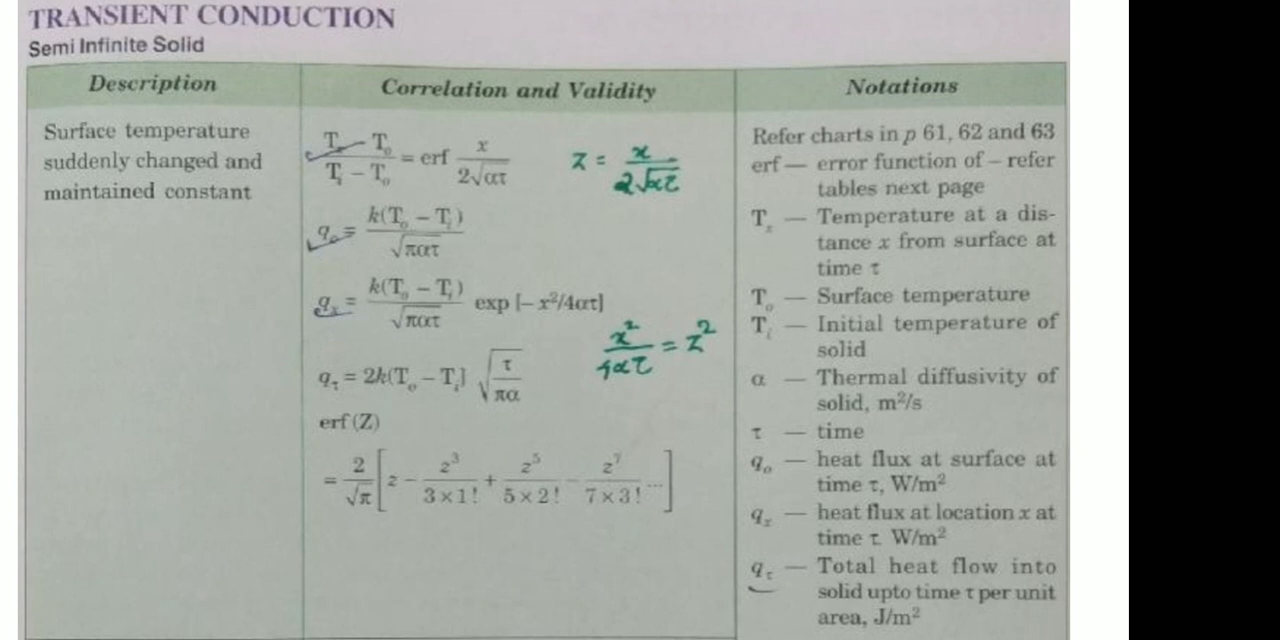 TRANSIENT CONDUCTION
Semi Infinite Solid
Description
Surface temperature
suddenly changed and
maintained constant
Correlation and Validity
(Tₓ − Tₒ)/(Tᵢ − Tₒ) = erf x/(2√ατ)
z = x/(2√ατ)
qₒ = k(Tₒ − Tᵢ)/√πατ
qₓ = k(Tₒ − Tᵢ)/√πατ exp [− x²/4ατ]
x²/4ατ = z²
q_τ = 2k(Tₒ − Tᵢ] √(τ/πα)
erf (Z)
= 2/√π [z − z³/(3 × 1!) + z⁵/(5 × 2!) − z⁷/(7 × 3!) ...]
Notations
Refer charts in p 61, 62 and 63
erf — error function of – refer
tables next page
Tₓ — Temperature at a dis-
tance x from surface at
time τ
Tₒ — Surface temperature
Tᵢ — Initial temperature of
solid
α — Thermal diffusivity of
solid, m²/s
τ — time
qₒ — heat flux at surface at
time τ, W/m²
qₓ — heat flux at location x at
time τ W/m²
q_τ — Total heat flow into
solid upto time τ per unit
area, J/m²